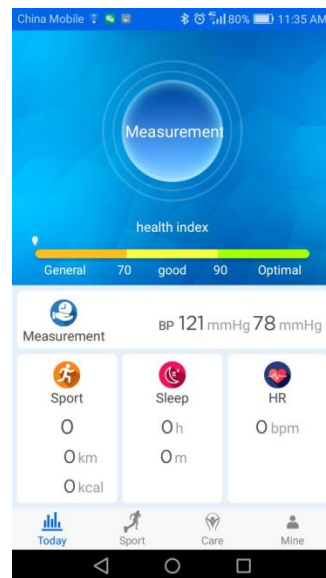 China Mobile 4G 80% 11:35 AM
Measurement
health index
General 70 good 90 Optimal
Measurement BP 121 mmHg 78 mmHg
Sport Sleep HR
0 0 h 0 bpm
0 km 0 m
0 kcal
Today Sport Care Mine